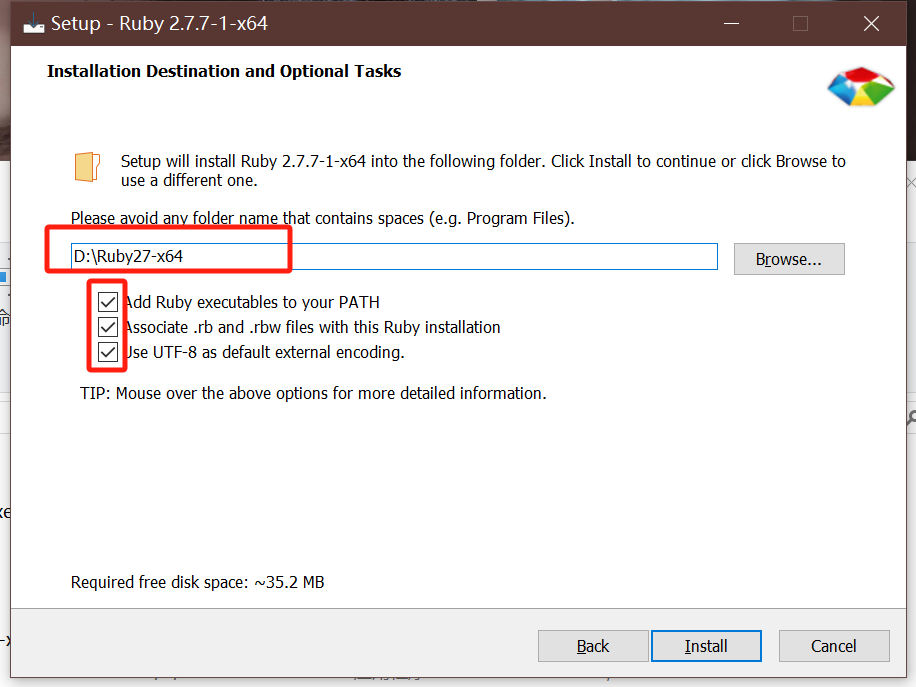 Setup - Ruby 2.7.7-1-x64
Installation Destination and Optional Tasks
Setup will install Ruby 2.7.7-1-x64 into the following folder. Click Install to continue or click Browse to
use a different one.
Please avoid any folder name that contains spaces (e.g. Program Files).
D:\Ruby27-x64
Browse...
Add Ruby executables to your PATH
Associate .rb and .rbw files with this Ruby installation
Use UTF-8 as default external encoding.
TIP: Mouse over the above options for more detailed information.
Required free disk space: ~35.2 MB
Back
Install
Cancel